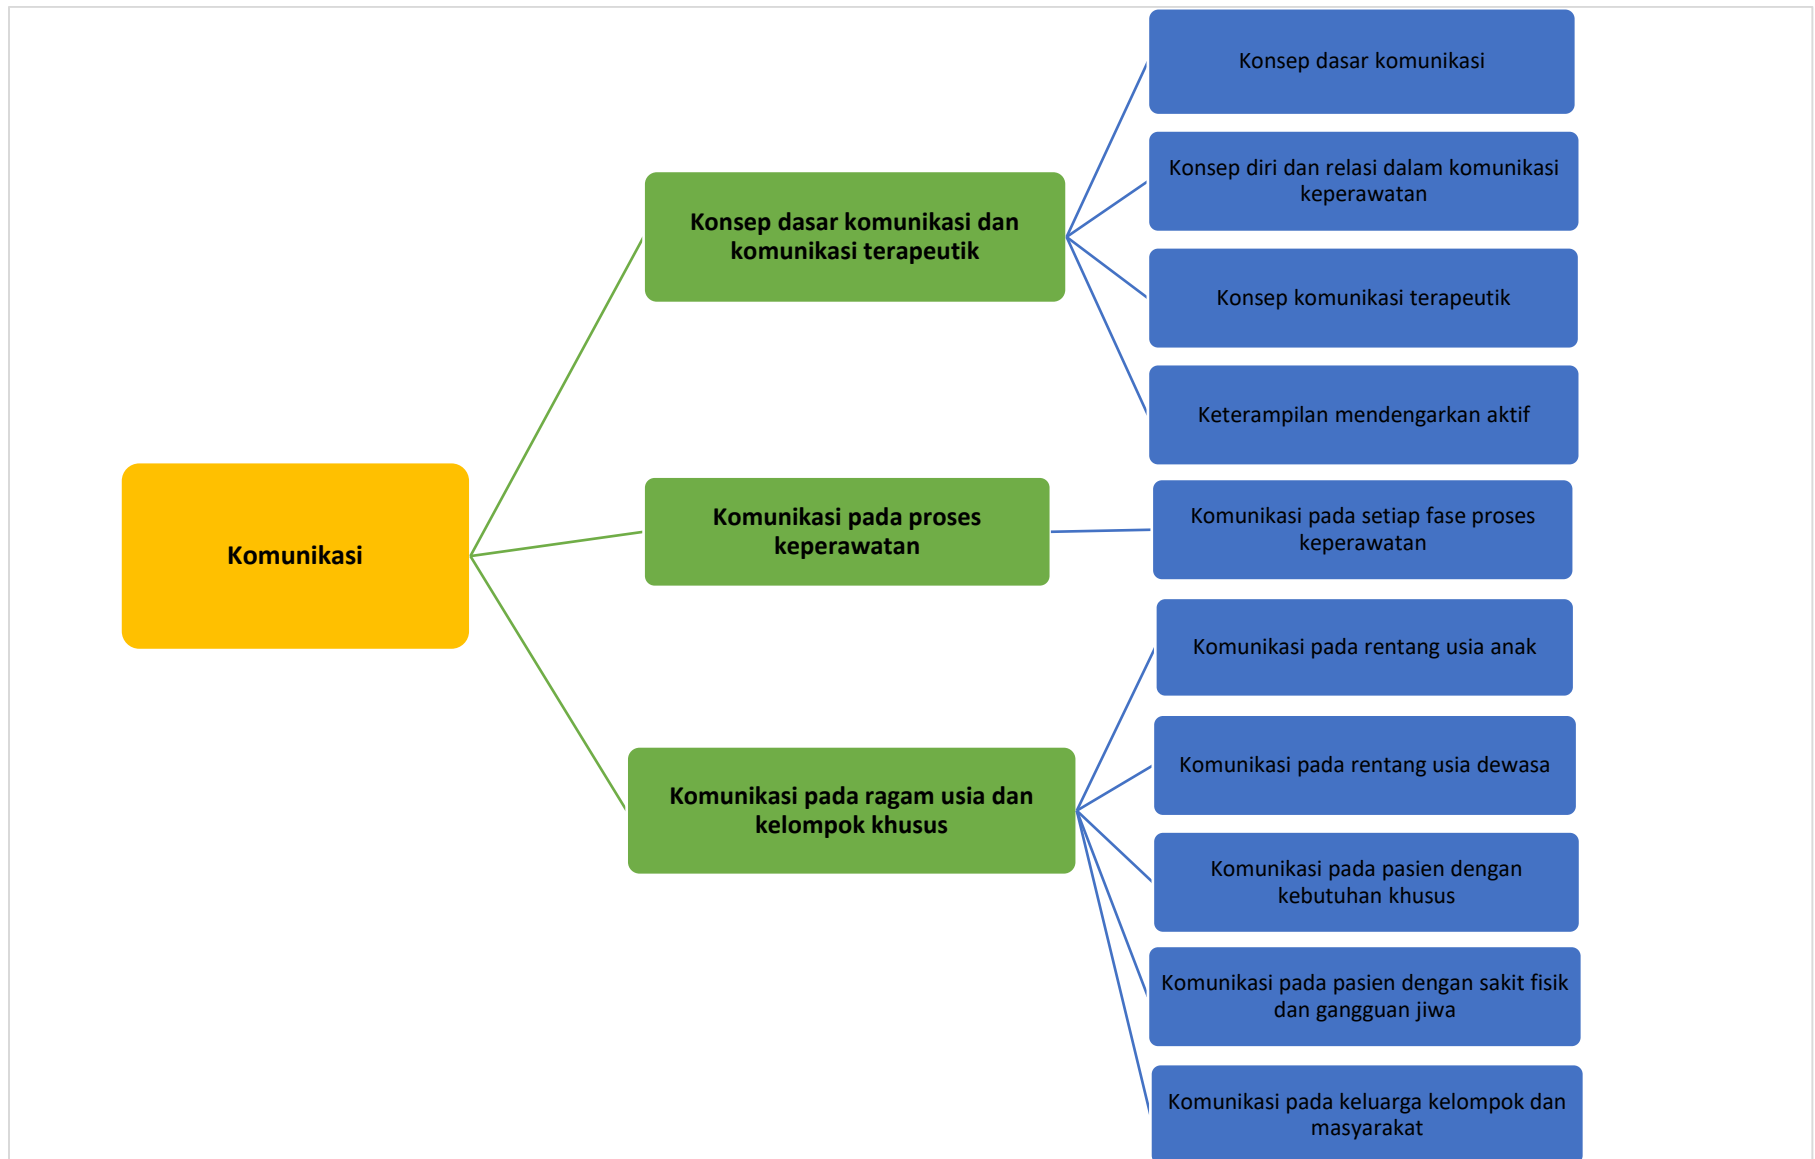 Komunikasi
Konsep dasar komunikasi dan
komunikasi terapeutik
Konsep dasar komunikasi
Konsep diri dan relasi dalam komunikasi
keperawatan
Konsep komunikasi terapeutik
Keterampilan mendengarkan aktif
Komunikasi pada proses
keperawatan
Komunikasi pada setiap fase proses
keperawatan
Komunikasi pada ragam usia dan
kelompok khusus
Komunikasi pada rentang usia anak
Komunikasi pada rentang usia dewasa
Komunikasi pada pasien dengan
kebutuhan khusus
Komunikasi pada pasien dengan sakit fisik
dan gangguan jiwa
Komunikasi pada keluarga kelompok dan
masyarakat